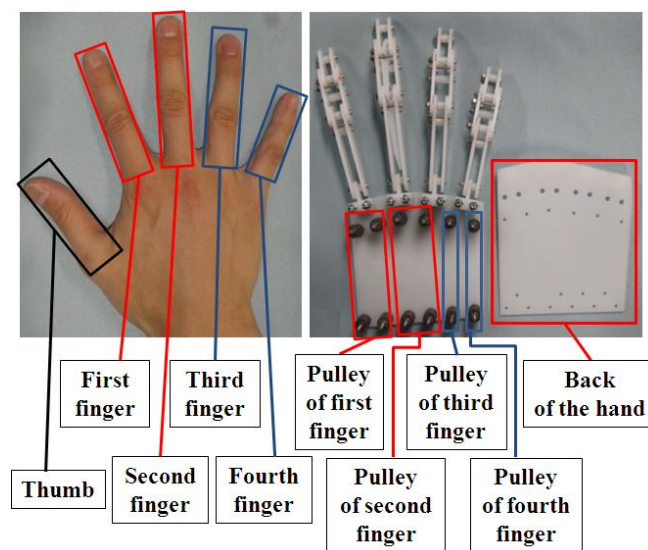 First
finger
Third
finger
Pulley
of first
finger
Pulley
of third
finger
Back
of the hand
Thumb
Second
finger
Fourth
finger
Pulley
of second
finger
Pulley
of fourth
finger